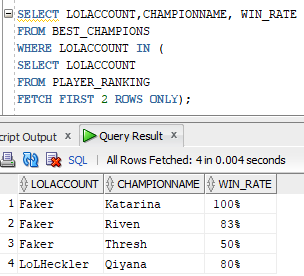 SELECT LOLACCOUNT,CHAMPIONNAME, WIN_RATE
FROM BEST_CHAMPIONS
WHERE LOLACCOUNT IN (
SELECT LOLACCOUNT
FROM PLAYER_RANKING
FETCH FIRST 2 ROWS ONLY);
cript Output × Query Result ×
SQL | All Rows Fetched: 4 in 0.004 seconds
LOLACCOUNT CHAMPIONNAME WIN_RATE
1 Faker Katarina 100%
2 Faker Riven 83%
3 Faker Thresh 50%
4 LoLHeckler Qiyana 80%